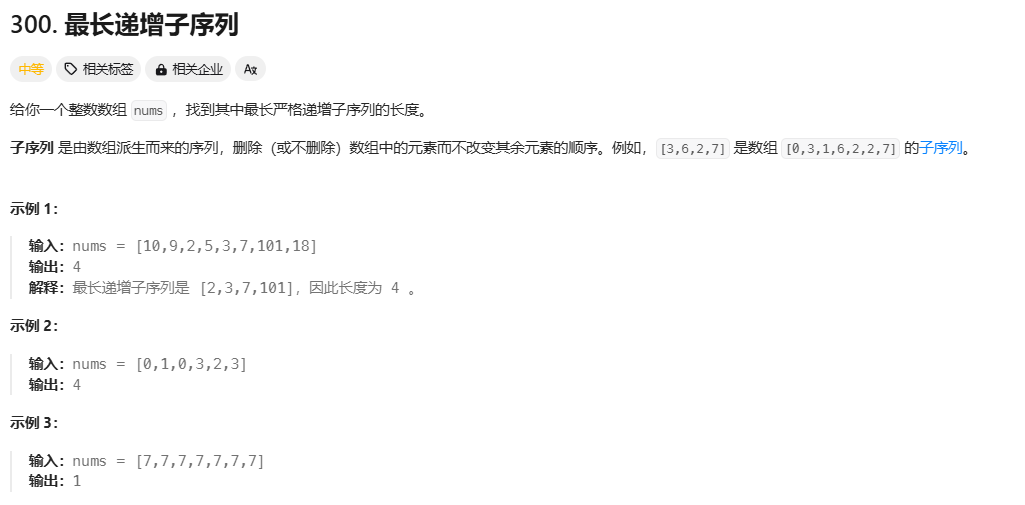 300. 最长递增子序列
中等 相关标签 相关企业 Ax
给你一个整数数组 nums ，找到其中最长严格递增子序列的长度。
子序列 是由数组派生而来的序列，删除（或不删除）数组中的元素而不改变其余元素的顺序。例如，[3,6,2,7] 是数组 [0,3,1,6,2,2,7] 的子序列。
示例 1：
输入：nums = [10,9,2,5,3,7,101,18]
输出：4
解释：最长递增子序列是 [2,3,7,101]，因此长度为 4 。
示例 2：
输入：nums = [0,1,0,3,2,3]
输出：4
示例 3：
输入：nums = [7,7,7,7,7,7,7]
输出：1